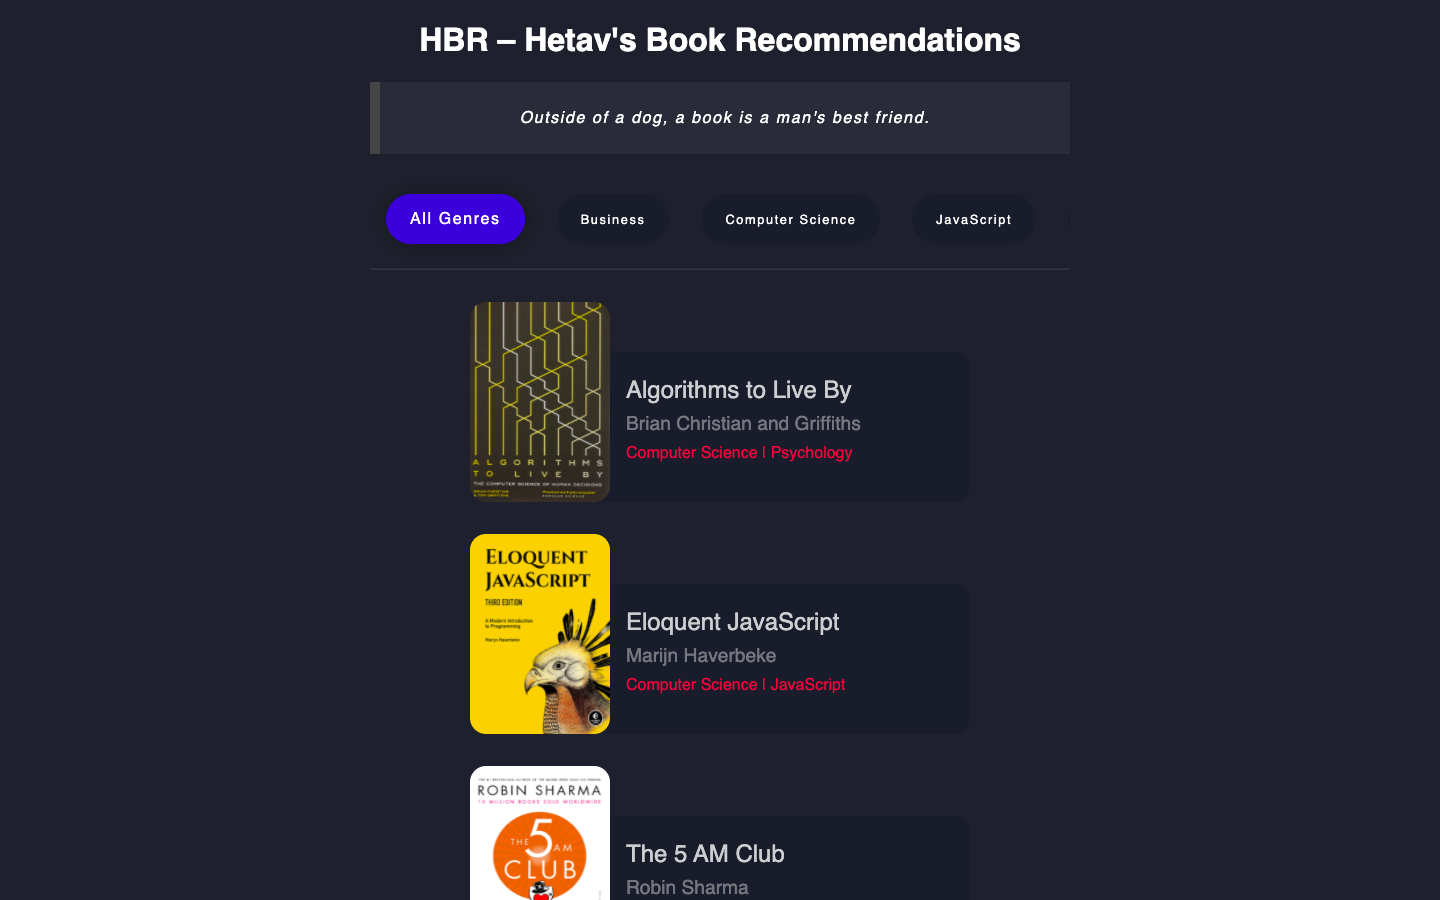 HBR – Hetav's Book Recommendations
Outside of a dog, a book is a man's best friend.
All Genres
Business
Computer Science
JavaScript
ALGORITHMS
TO LIVE BY
THE COMPUTER SCIENCE OF HUMAN DECISIONS
Algorithms to Live By
Brian Christian and Griffiths
Computer Science | Psychology
ELOQUENT
JAVASCRIPT
THIRD EDITION
A Modern Introduction
to Programming
Marijn Haverbeke
Eloquent JavaScript
Marijn Haverbeke
Computer Science | JavaScript
ROBIN SHARMA
15 MILLION BOOKS SOLD WORLDWIDE
THE 5 AM
CLUB
The 5 AM Club
Robin Sharma